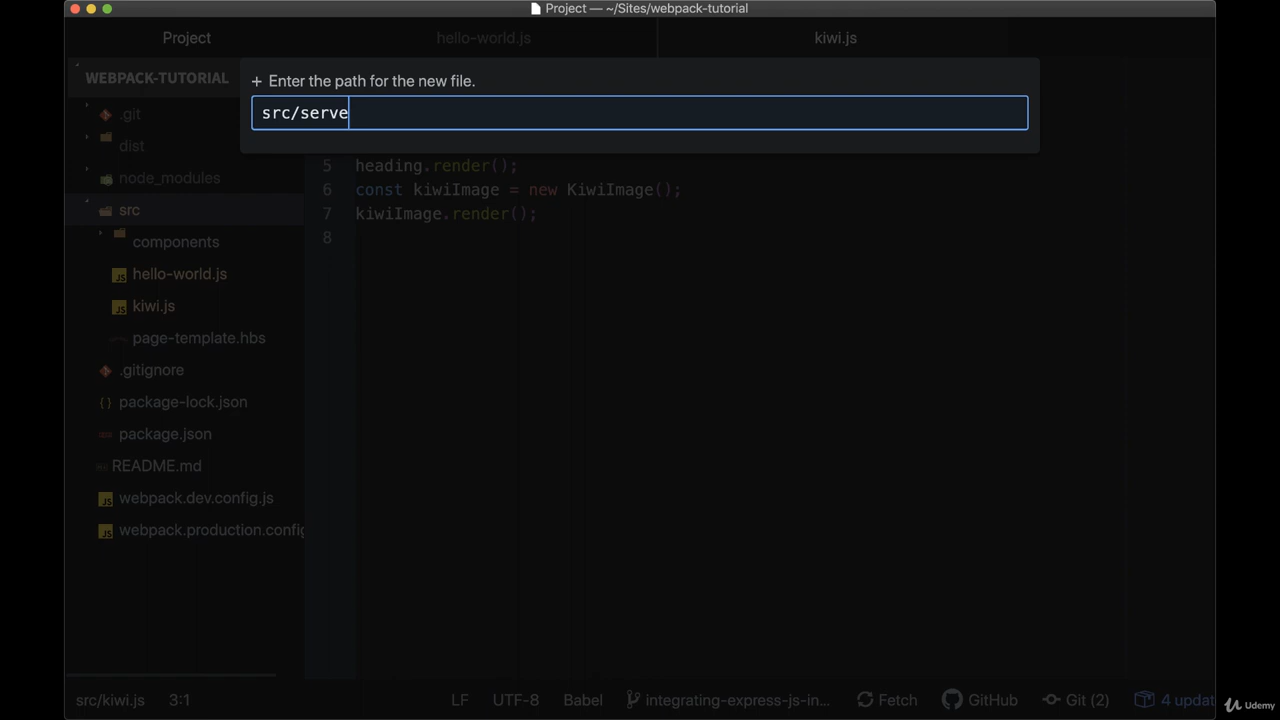 Project — ~/Sites/webpack-tutorial
Project
hello-world.js
kiwi.js
WEBPACK-TUTORIAL
+ Enter the path for the new file.
src/serve
.git
dist
node_modules
src
components
hello-world.js
kiwi.js
page-template.hbs
.gitignore
package-lock.json
package.json
README.md
webpack.dev.config.js
webpack.production.config
5 heading.render();
6 const kiwiImage = new KiwiImage();
7 kiwiImage.render();
8
src/kiwi.js 3:1 LF UTF-8 Babel integrating-express-js-in... Fetch GitHub Git (2) 4 updat
Udemy